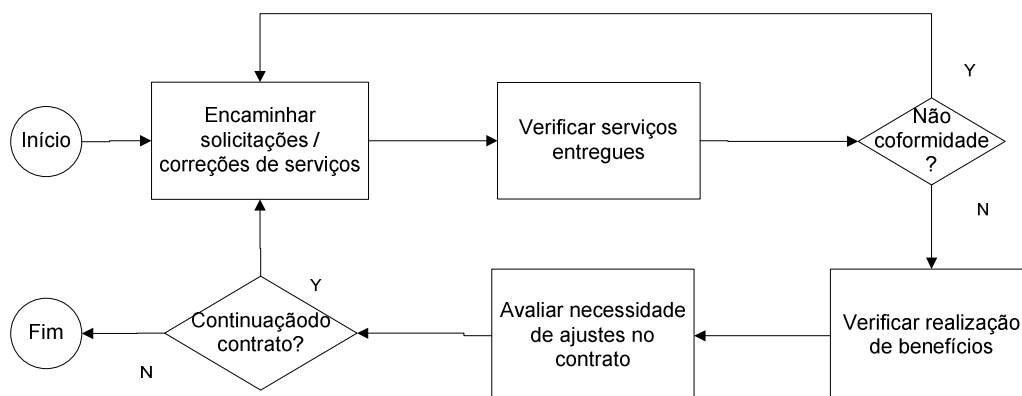 Y
Início
Encaminhar
solicitações /
correções de serviços
Verificar serviços
entregues
Não
coformidade
?
N
Fim
Continuaçãodo
contrato?
Y
N
Avaliar necessidade
de ajustes no
contrato
Verificar realização
de benefícios